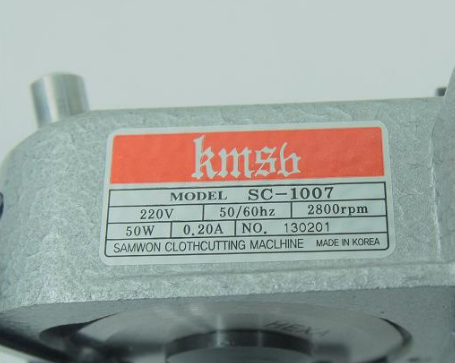 kmsb
MODEL SC-1007
220V 50/60hz 2800rpm
50W 0.20A NO. 130201
SAMWON CLOTHCUTTING MACLHINE MADE IN KOREA
HEXA